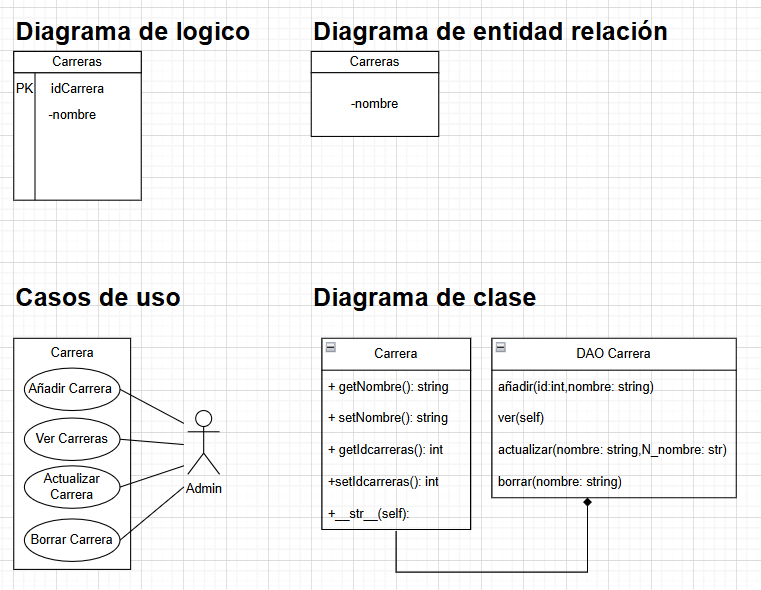 Diagrama de logico
Carreras
PK idCarrera
-nombre
Diagrama de entidad relación
Carreras
-nombre
Casos de uso
Carrera
Añadir Carrera
Ver Carreras
Actualizar
Carrera
Borrar Carrera
Admin
Diagrama de clase
Carrera
+ getNombre(): string
+ setNombre(): string
+ getIdcarreras(): int
+setIdcarreras(): int
+__str__(self):
DAO Carrera
añadir(id:int,nombre: string)
ver(self)
actualizar(nombre: string,N_nombre: str)
borrar(nombre: string)